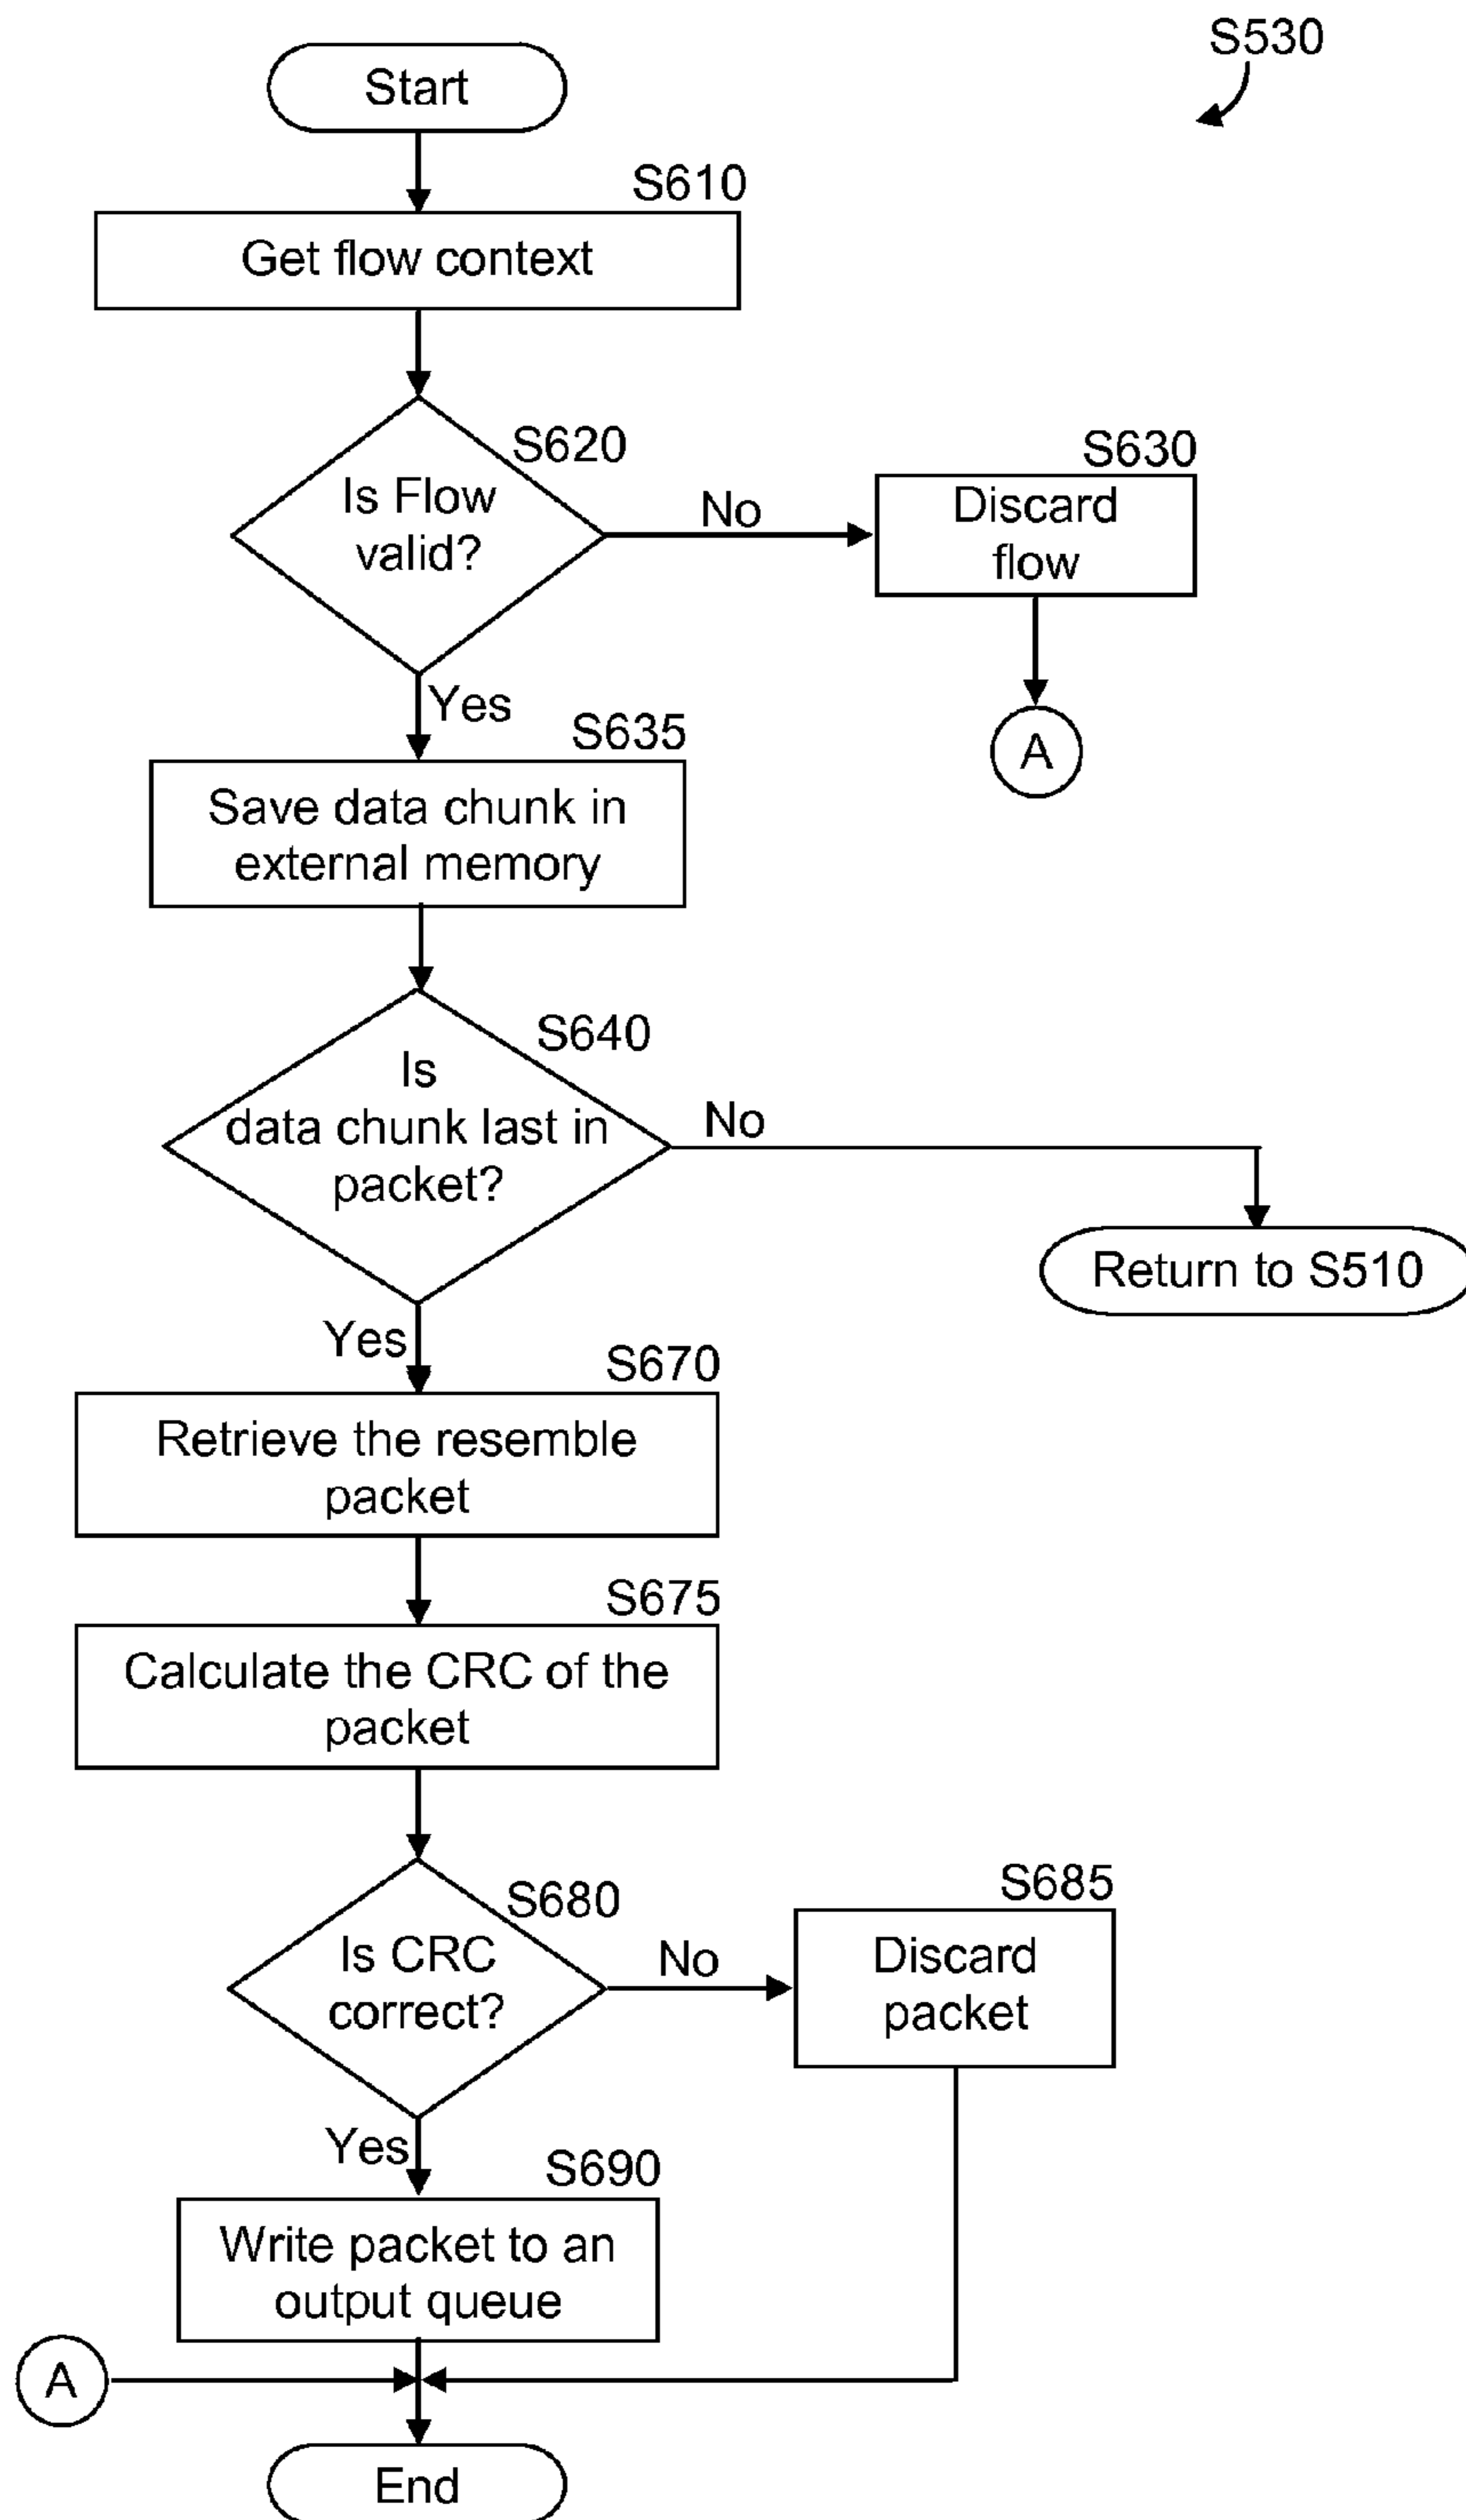 S530
Start
S610
Get flow context
S620
Is Flow
valid?
No
S630
Discard
flow
A
Yes
S635
Save data chunk in
external memory
S640
Is
data chunk last in
packet?
No
Return to S510
Yes
S670
Retrieve the resemble
packet
S675
Calculate the CRC of the
packet
S680
Is CRC
correct?
No
S685
Discard
packet
Yes
S690
Write packet to an
output queue
A
End